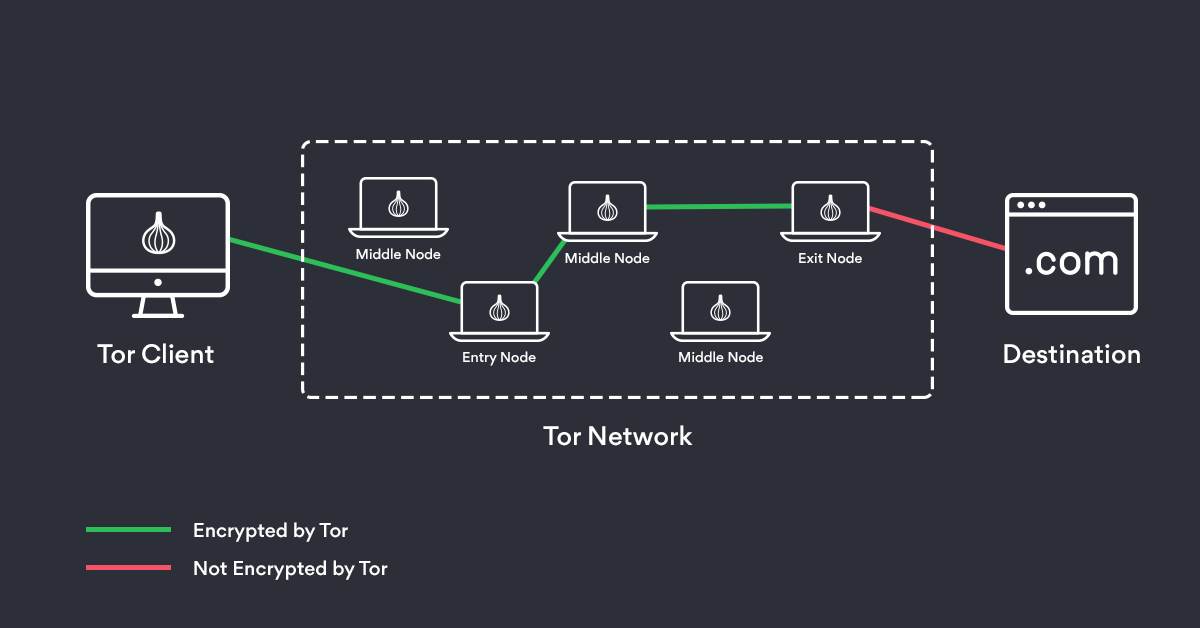 Middle Node
Middle Node
Exit Node
.com
Entry Node
Middle Node
Tor Client
Destination
Tor Network
Encrypted by Tor
Not Encrypted by Tor